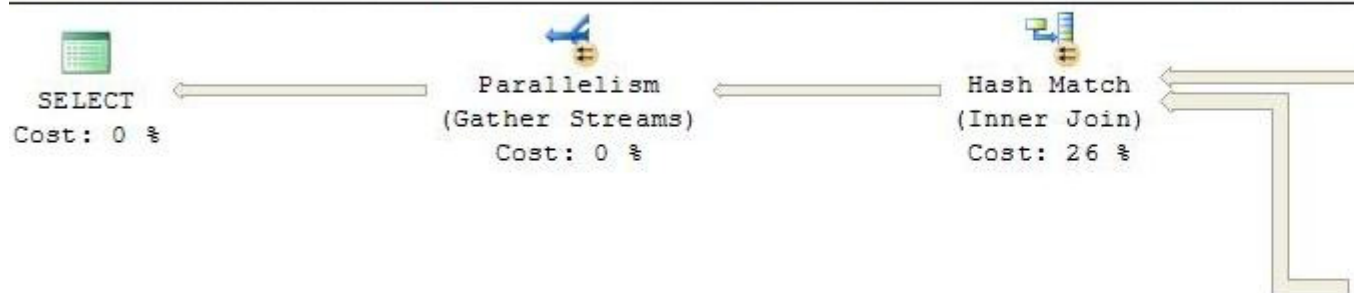 SELECT
Cost: 0 %
Parallelism
(Gather Streams)
Cost: 0 %
Hash Match
(Inner Join)
Cost: 26 %